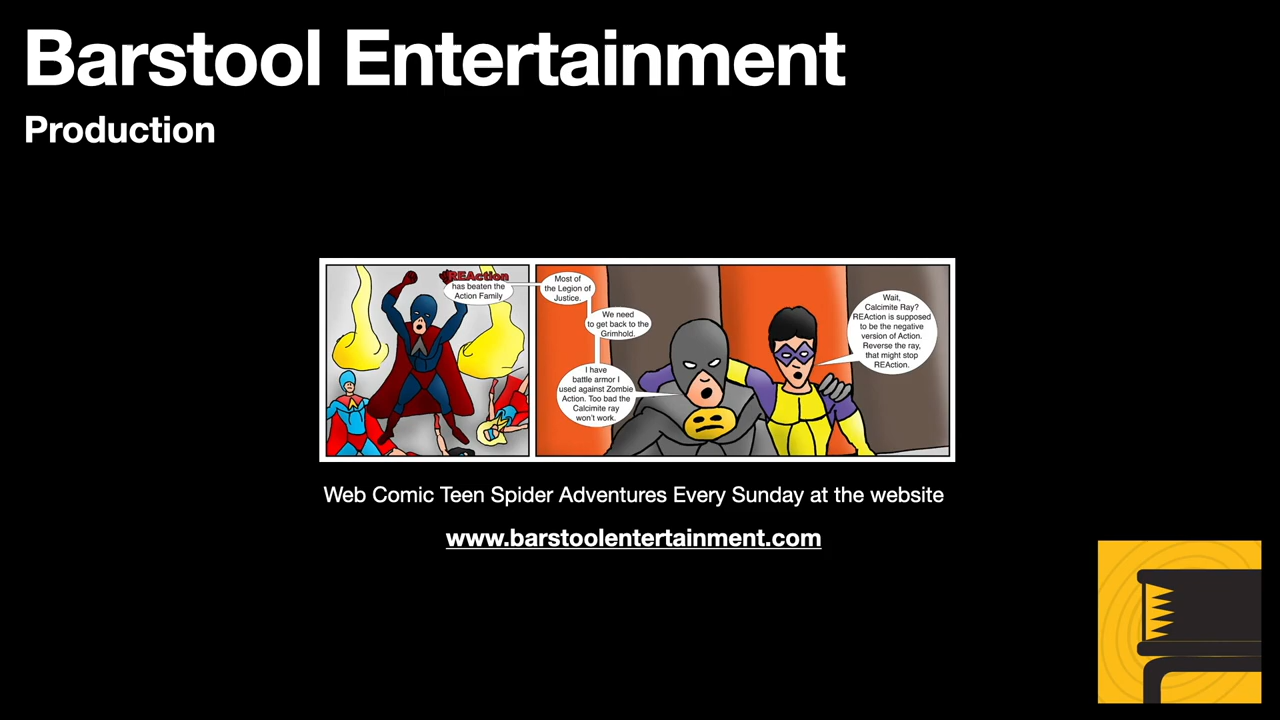 Barstool Entertainment
Production
REAction
has beaten the
Action Family
Most of
the Legion of
Justice.
We need
to get back to the
Grimhold.
I have
battle armor I
used against Zombie
Action. Too bad the
Calcimite ray
won't work.
Wait,
Calcimite Ray?
REAction is supposed
to be the negative
version of Action.
Reverse the ray,
that might stop
REAction.
Web Comic Teen Spider Adventures Every Sunday at the website
www.barstoolentertainment.com